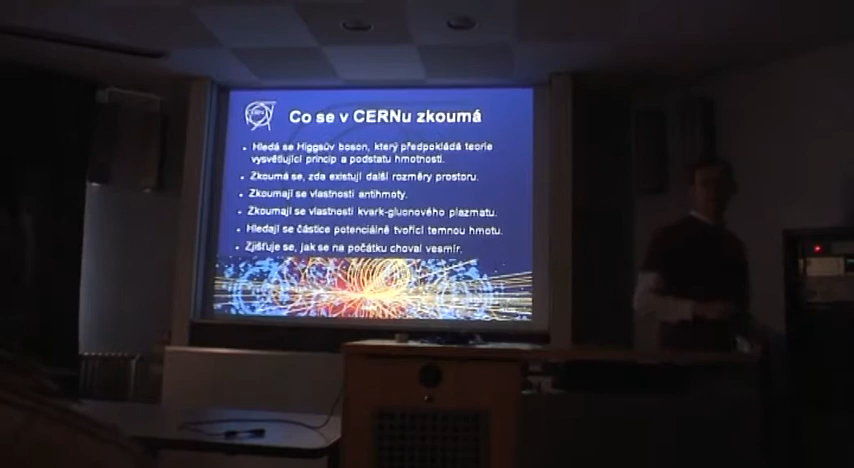 CERN
Co se v CERNu zkoumá
• Hledá se Higgsův boson, který předpokládá teorie
vysvětlující princip a podstatu hmotnosti.
• Zkoumá se, zda existují další rozměry prostoru.
• Zkoumají se vlastnosti antihmoty.
• Zkoumají se vlastnosti kvark-gluonového plazmatu.
• Hledají se částice potenciálně tvořící temnou hmotu.
• Zjišťuje se, jak se na počátku choval vesmír.